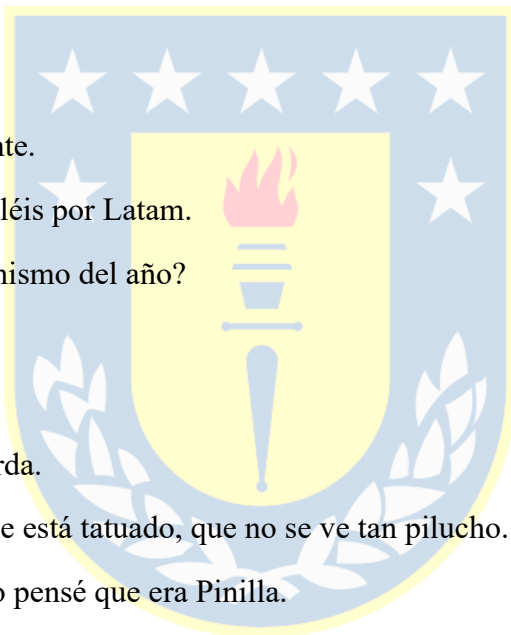 nte.
léis por Latam.
nismo del año?
rda.
e está tatuado, que no se ve tan pilucho.
o pensé que era Pinilla.